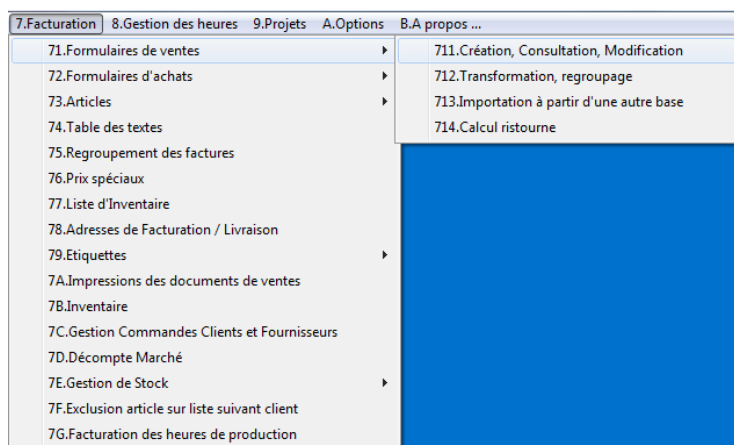 7.Facturation 8.Gestion des heures 9.Projets A.Options B.A propos ...
71.Formulaires de ventes
72.Formulaires d'achats
73.Articles
74.Table des textes
75.Regroupement des factures
76.Prix spéciaux
77.Liste d'Inventaire
78.Adresses de Facturation / Livraison
79.Etiquettes
7A.Impressions des documents de ventes
7B.Inventaire
7C.Gestion Commandes Clients et Fournisseurs
7D.Décompte Marché
7E.Gestion de Stock
7F.Exclusion article sur liste suivant client
7G.Facturation des heures de production
711.Création, Consultation, Modification
712.Transformation, regroupage
713.Importation à partir d'une autre base
714.Calcul ristourne